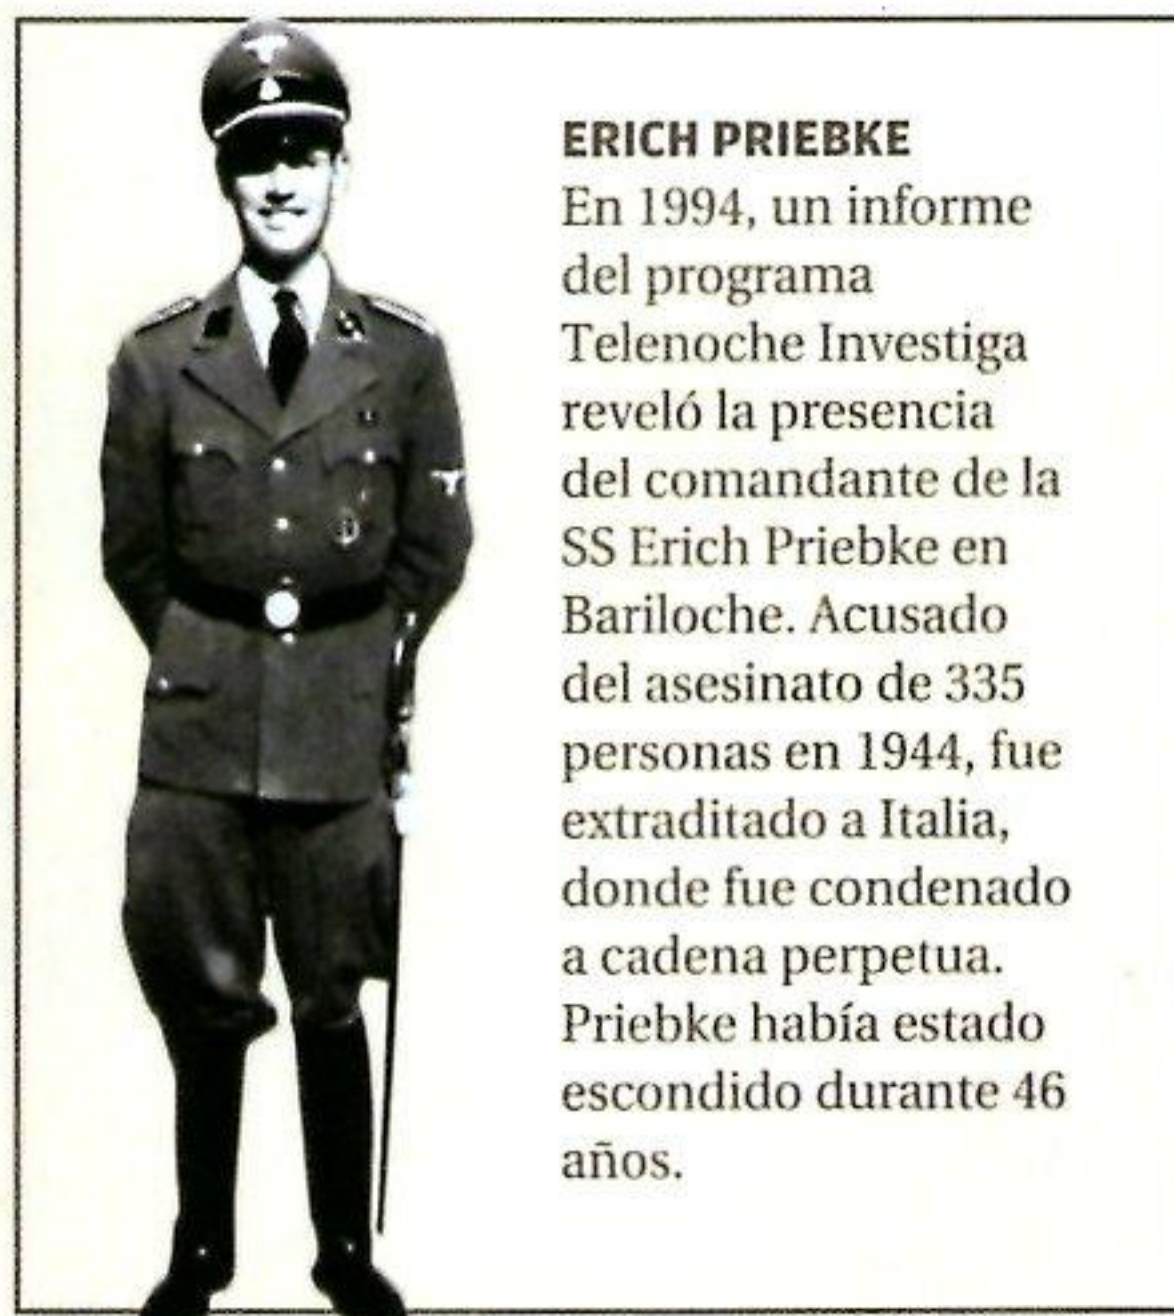 ERICH PRIEBKE
En 1994, un informe
del programa
Telenoche Investiga
reveló la presencia
del comandante de la
SS Erich Priebke en
Bariloche. Acusado
del asesinato de 335
personas en 1944, fue
extraditado a Italia,
donde fue condenado
a cadena perpetua.
Priebke había estado
escondido durante 46
años.